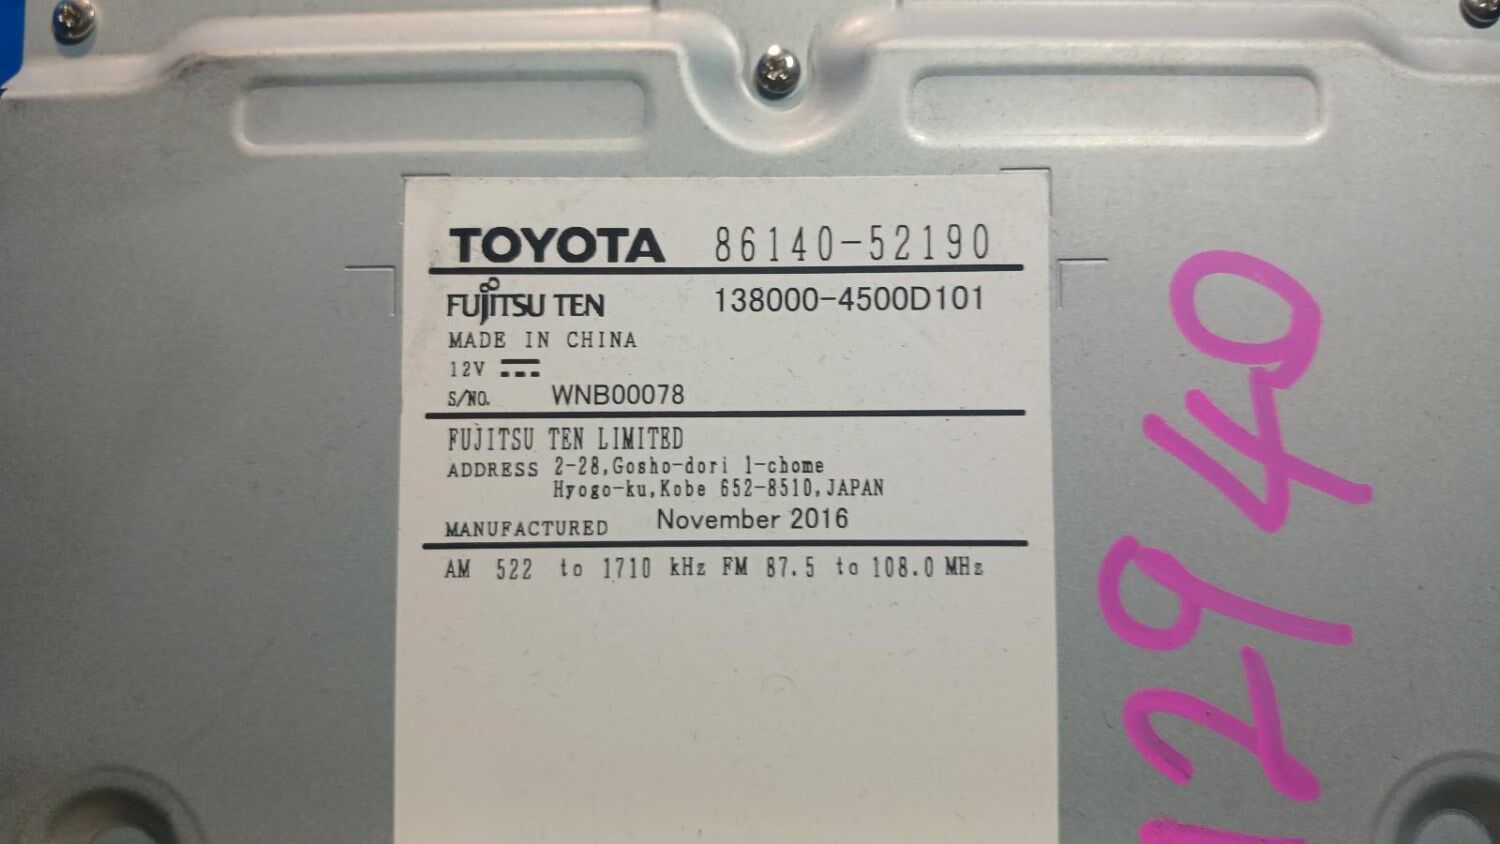 TOYOTA 86140-52190
FUJITSU TEN 138000-4500D101
MADE IN CHINA
12V
S/NO. WNB00078
FUJITSU TEN LIMITED
ADDRESS 2-28,Gosho-dori 1-chome
Hyogo-ku,Kobe 652-8510,JAPAN
MANUFACTURED November 2016
AM 522 to 1710 kHz FM 87.5 to 108.0 MHz
2940